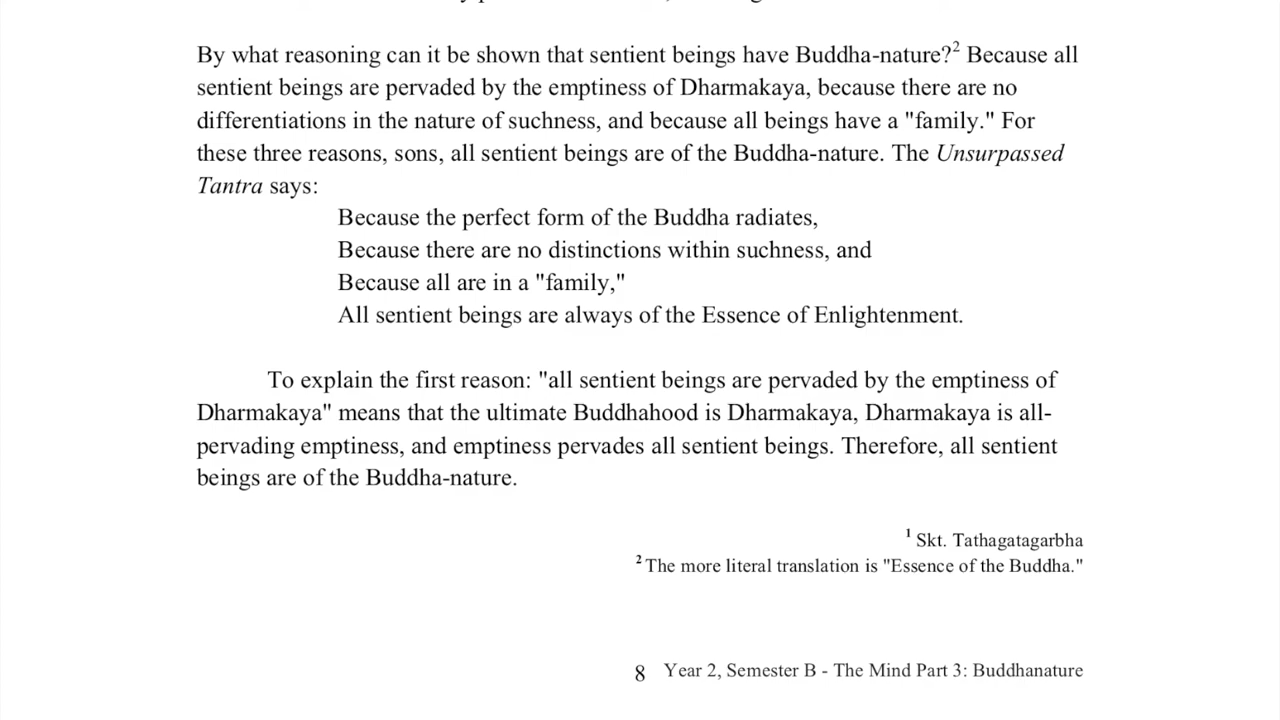 By what reasoning can it be shown that sentient beings have Buddha-nature?² Because all
sentient beings are pervaded by the emptiness of Dharmakaya, because there are no
differentiations in the nature of suchness, and because all beings have a "family." For
these three reasons, sons, all sentient beings are of the Buddha-nature. The Unsurpassed
Tantra says:
Because the perfect form of the Buddha radiates,
Because there are no distinctions within suchness, and
Because all are in a "family,"
All sentient beings are always of the Essence of Enlightenment.
To explain the first reason: "all sentient beings are pervaded by the emptiness of
Dharmakaya" means that the ultimate Buddhahood is Dharmakaya, Dharmakaya is all-
pervading emptiness, and emptiness pervades all sentient beings. Therefore, all sentient
beings are of the Buddha-nature.
¹ Skt. Tathagatagarbha
² The more literal translation is "Essence of the Buddha."
8 Year 2, Semester B - The Mind Part 3: Buddhanature